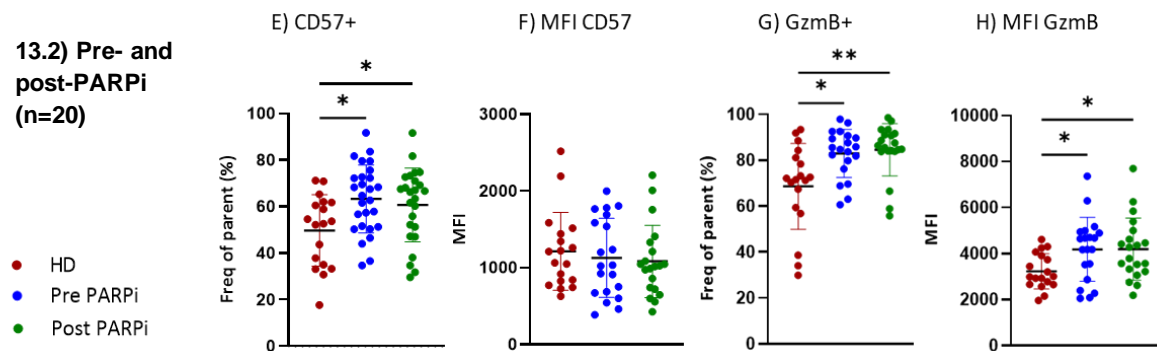 13.2) Pre- and
post-PARPi
(n=20)
HD
Pre PARPi
Post PARPi
E) CD57+
*
*
Freq of parent (%)
100
80
60
40
20
0
F) MFI CD57
MFI
3000
2000
1000
0
G) GzmB+
**
*
Freq of parent (%)
100
80
60
40
20
0
H) MFI GzmB
*
*
MFI
10000
8000
6000
4000
2000
0